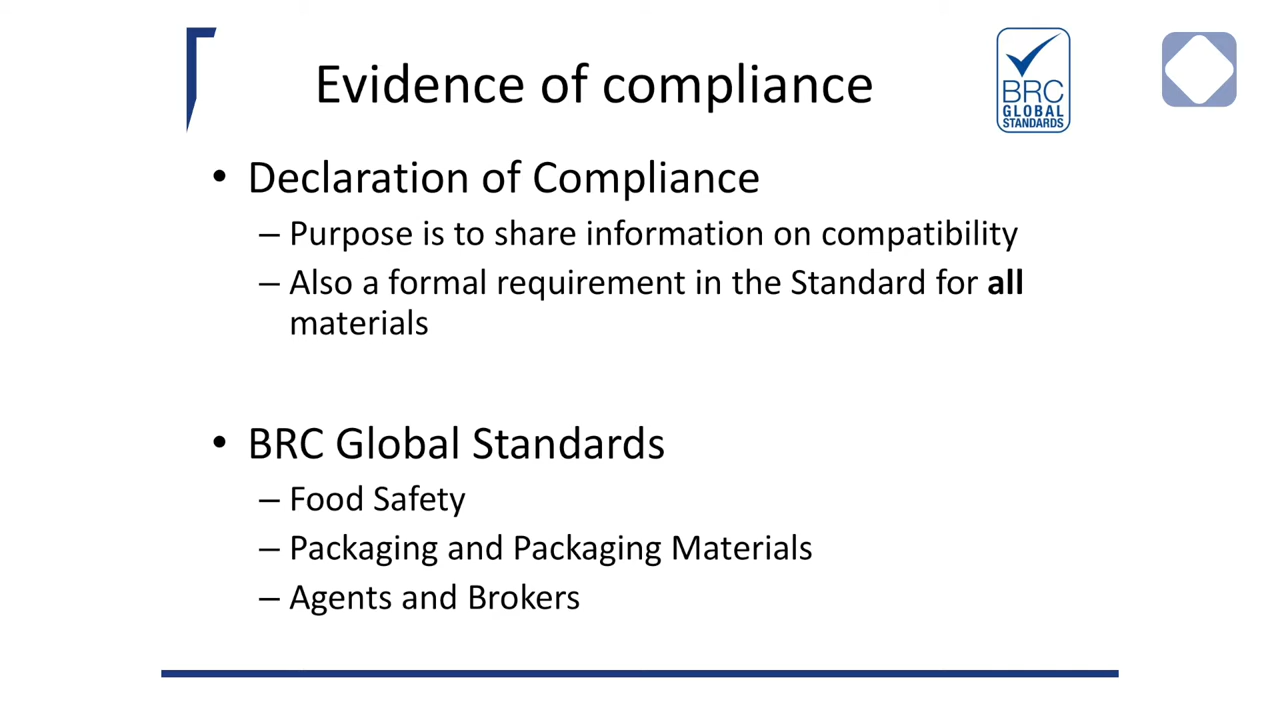 Evidence of compliance
BRC
GLOBAL
STANDARDS
• Declaration of Compliance
– Purpose is to share information on compatibility
– Also a formal requirement in the Standard for all
materials
• BRC Global Standards
– Food Safety
– Packaging and Packaging Materials
– Agents and Brokers